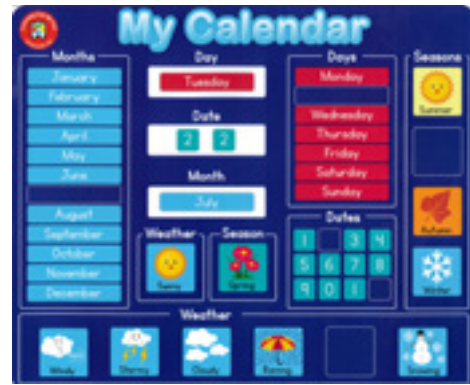 My Calendar
Months
January
February
March
April
May
June
August
September
October
November
December
Day
Tuesday
Date
2 2
Month
July
Weather
Sunny
Season
Spring
Days
Monday
Wednesday
Thursday
Friday
Saturday
Sunday
Dates
1 3 4
5 6 7 8
9 0 1
Seasons
Summer
Autumn
Winter
Weather
Windy
Stormy
Cloudy
Raining
Snowing